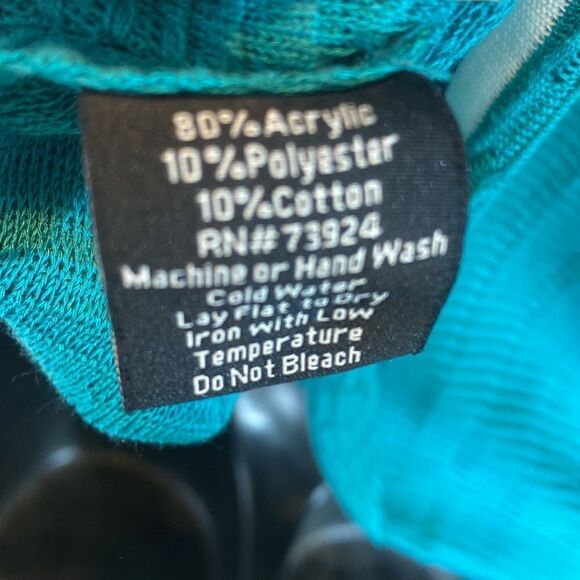 80% Acrylic
10% Polyester
10% Cotton
RN# 73924
Machine or Hand Wash
Cold Water
Lay Flat to Dry
Iron with Low
Temperature
Do Not Bleach